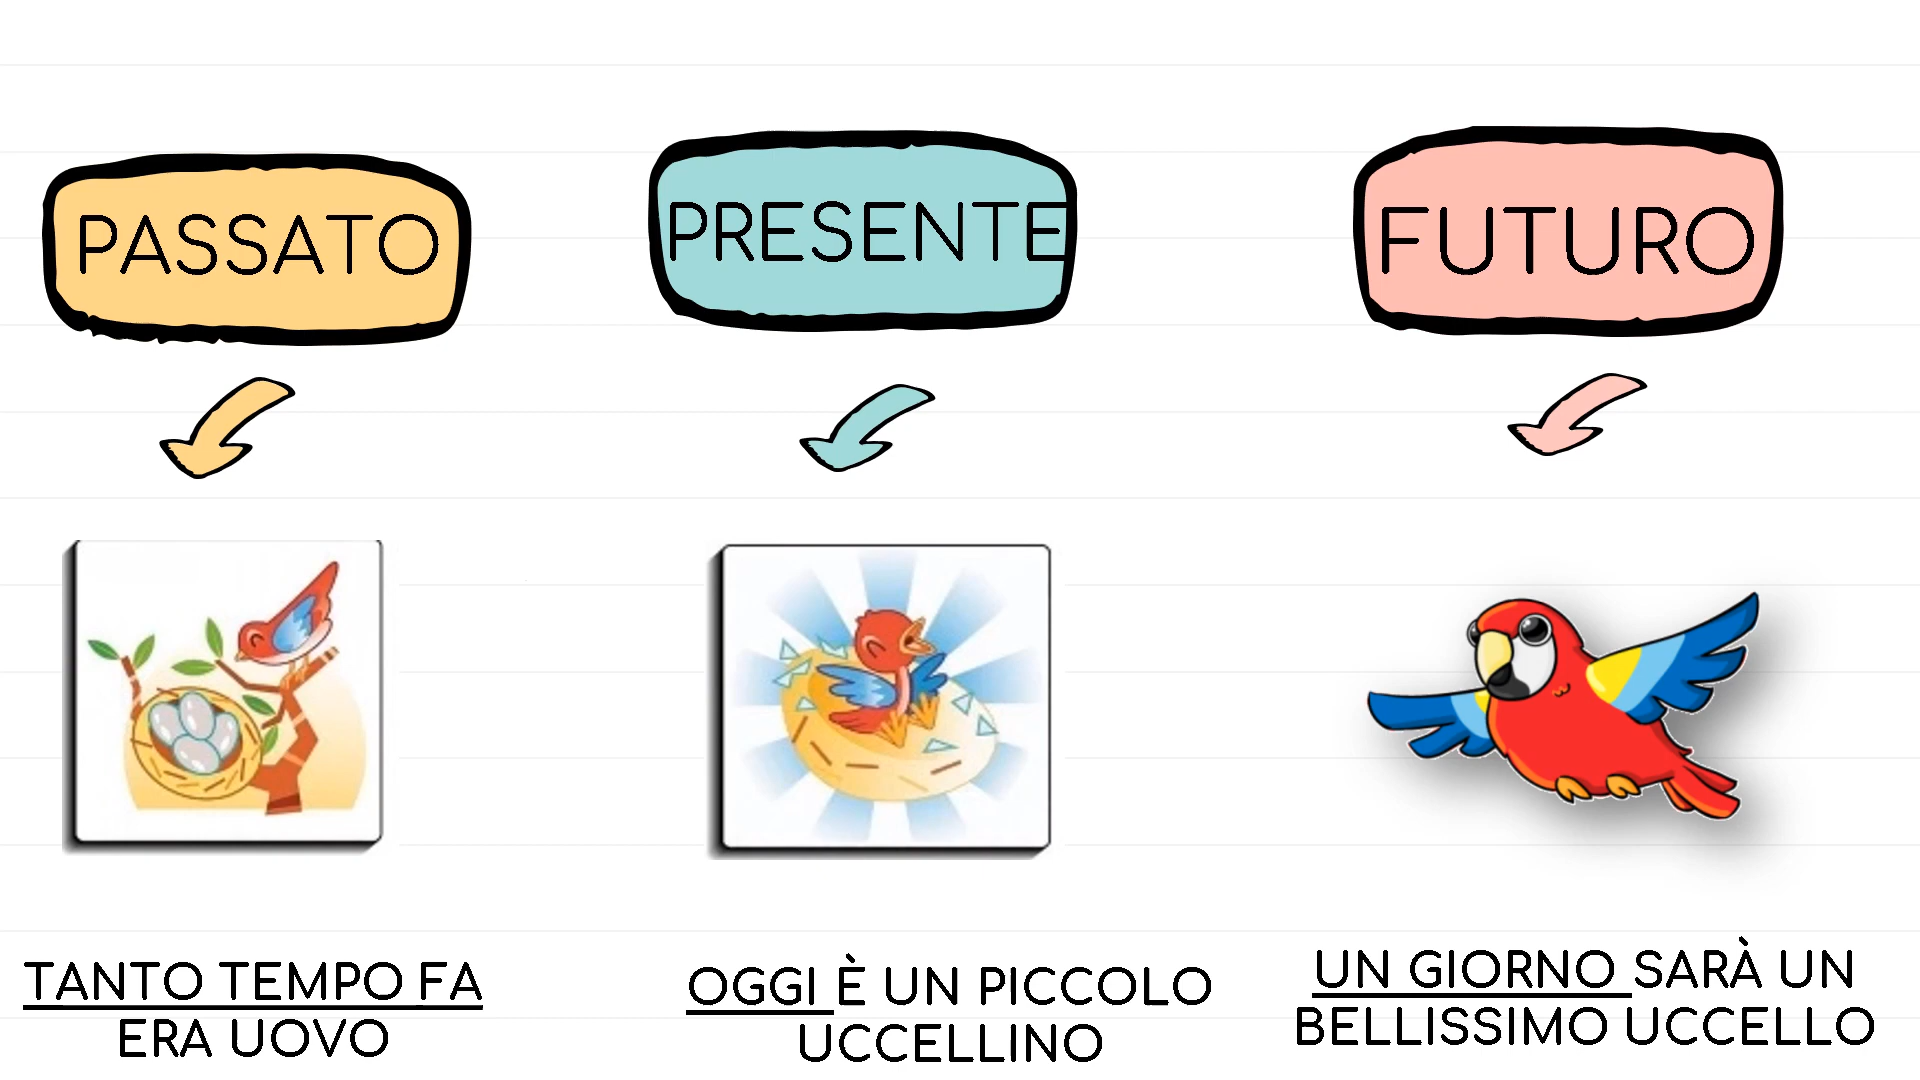 PASSATO
PRESENTE
FUTURO
TANTO TEMPO FA
ERA UOVO
OGGI È UN PICCOLO
UCCELLINO
UN GIORNO SARÀ UN
BELLISSIMO UCCELLO